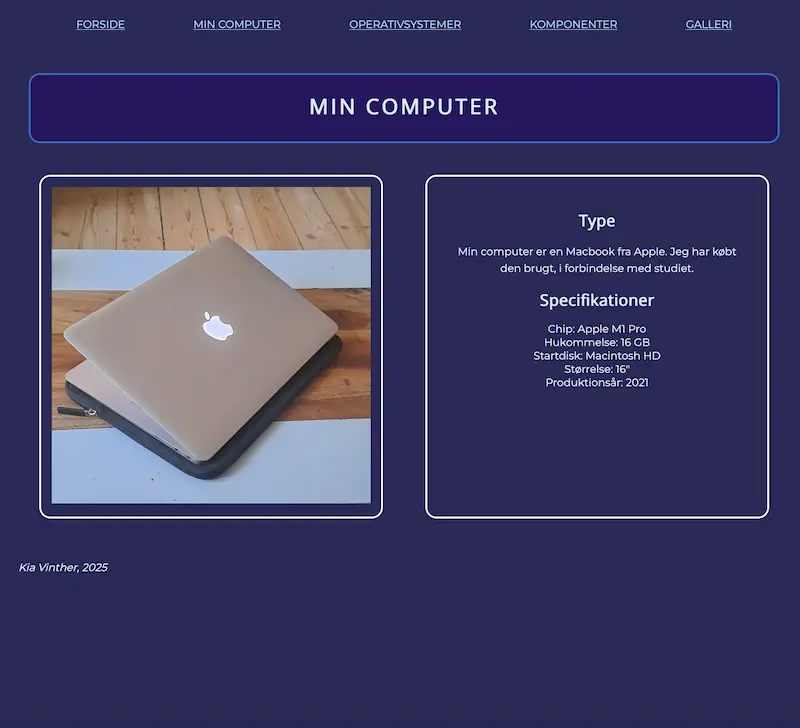 FORSIDE MIN COMPUTER OPERATIVSYSTEMER KOMPONENTER GALLERI
MIN COMPUTER
Type
Min computer er en Macbook fra Apple. Jeg har købt
den brugt, i forbindelse med studiet.
Specifikationer
Chip: Apple M1 Pro
Hukommelse: 16 GB
Startdisk: Macintosh HD
Størrelse: 16"
Produktionsår: 2021
Kia Vinther, 2025